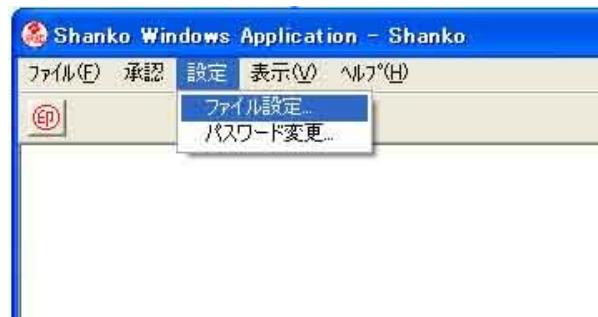 Shanko Windows Application - Shanko
ﾌｧｲﾙ(F) 承認 設定 表示(V) ﾍﾙﾌﾟ(H)
印
ファイル設定...
パスワード変更...